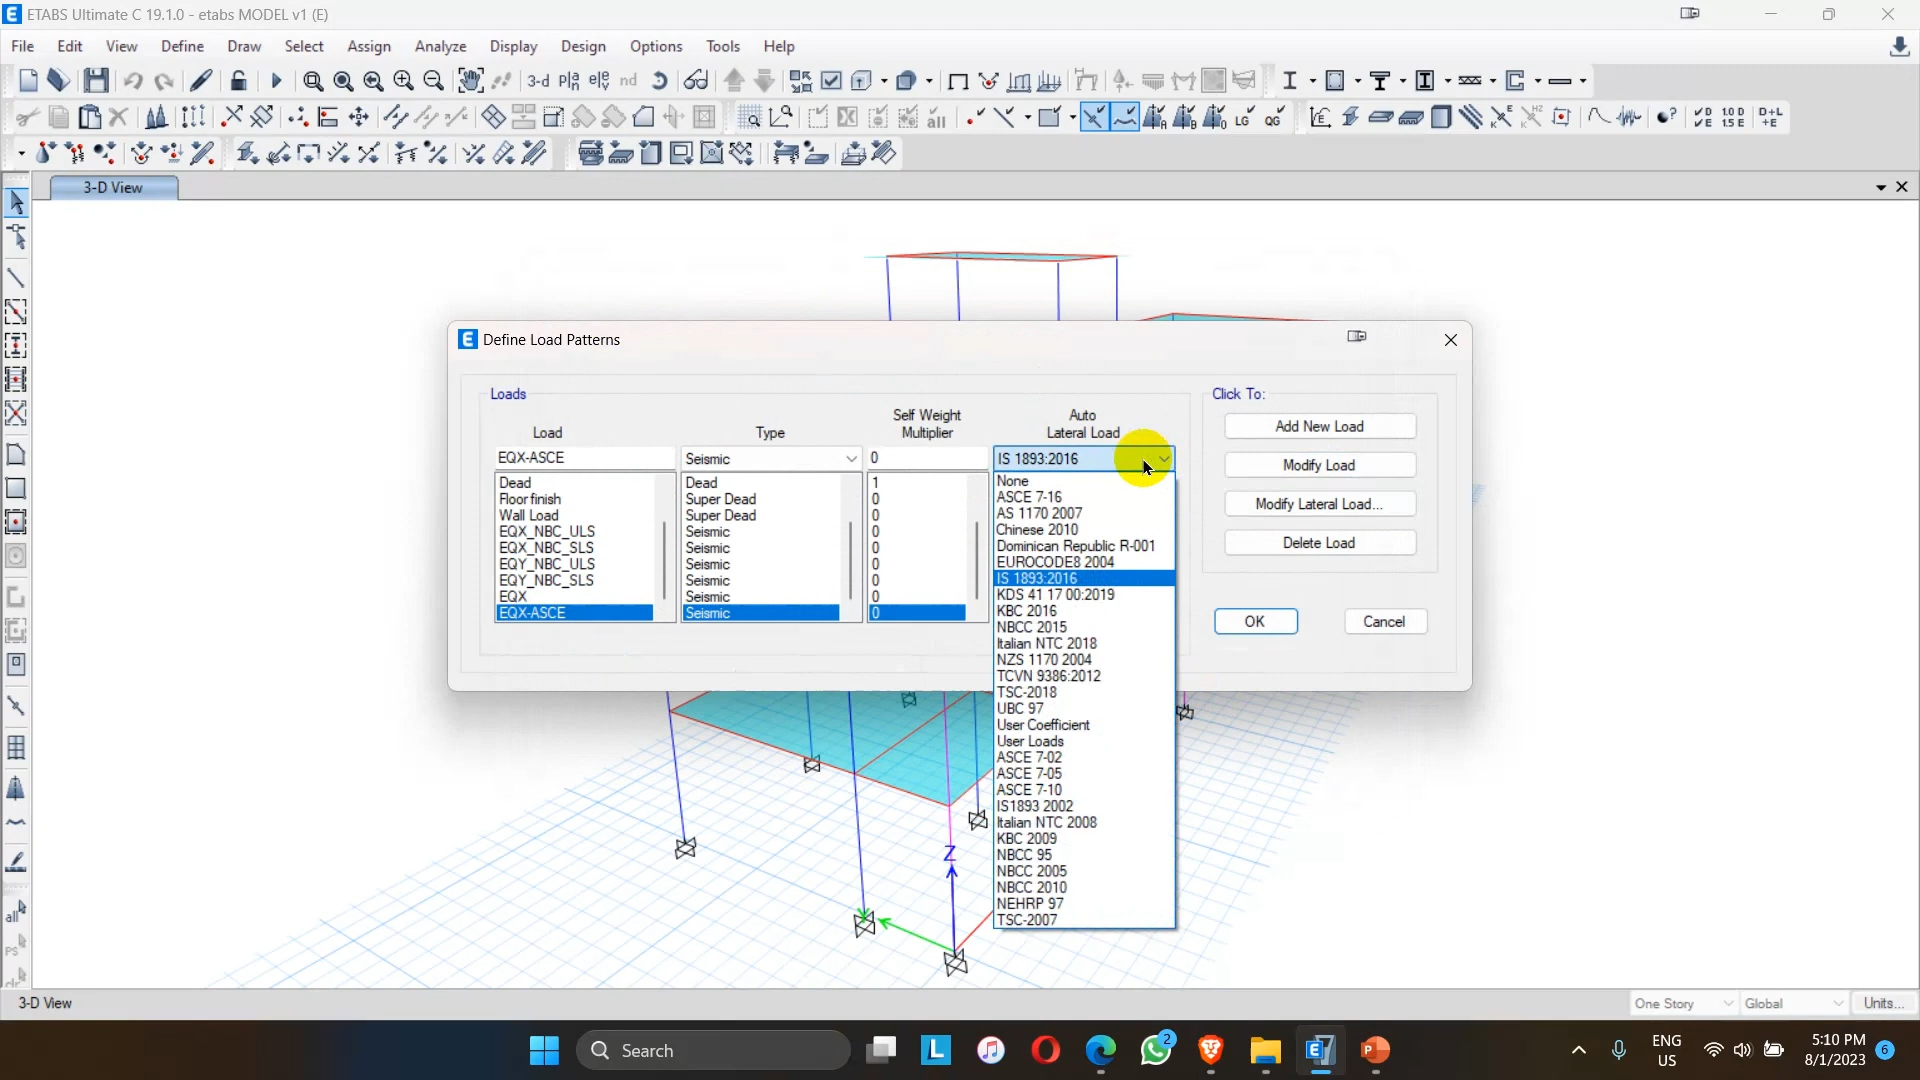 ETABS Ultimate C 19.1.0 - etabs MODEL v1 (E)
File Edit View Define Draw Select Assign Analyze Display Design Options Tools Help
3-d
nd
all
LG
QG
3-D View
Define Load Patterns
Loads
Click To:
Load
Type
Self Weight
Multiplier
Auto
Lateral Load
EQX-ASCE
Seismic
0
IS 1893:2016
Dead Dead 1
Floor finish Super Dead 0
Wall Load Super Dead 0
EQX_NBC_ULS Seismic 0
EQX_NBC_SLS Seismic 0
EQY_NBC_ULS Seismic 0
EQY_NBC_SLS Seismic 0
EQX Seismic 0
EQX-ASCE Seismic 0
None
ASCE 7-16
AS 1170 2007
Chinese 2010
Dominican Republic R-001
EUROCODE8 2004
IS 1893:2016
KDS 41 17 00:2019
KBC 2016
NBCC 2015
Italian NTC 2018
NZS 1170 2004
TCVN 9386:2012
TSC-2018
UBC 97
User Coefficient
User Loads
ASCE 7-02
ASCE 7-05
ASCE 7-10
IS1893 2002
Italian NTC 2008
KBC 2009
NBCC 95
NBCC 2005
NBCC 2010
NEHRP 97
TSC-2007
Add New Load
Modify Load
Modify Lateral Load...
Delete Load
OK
Cancel
Z
all
PS
3-D View
One Story
Global
Units...
Search
2
ENG
US
5:10 PM
8/1/2023
6